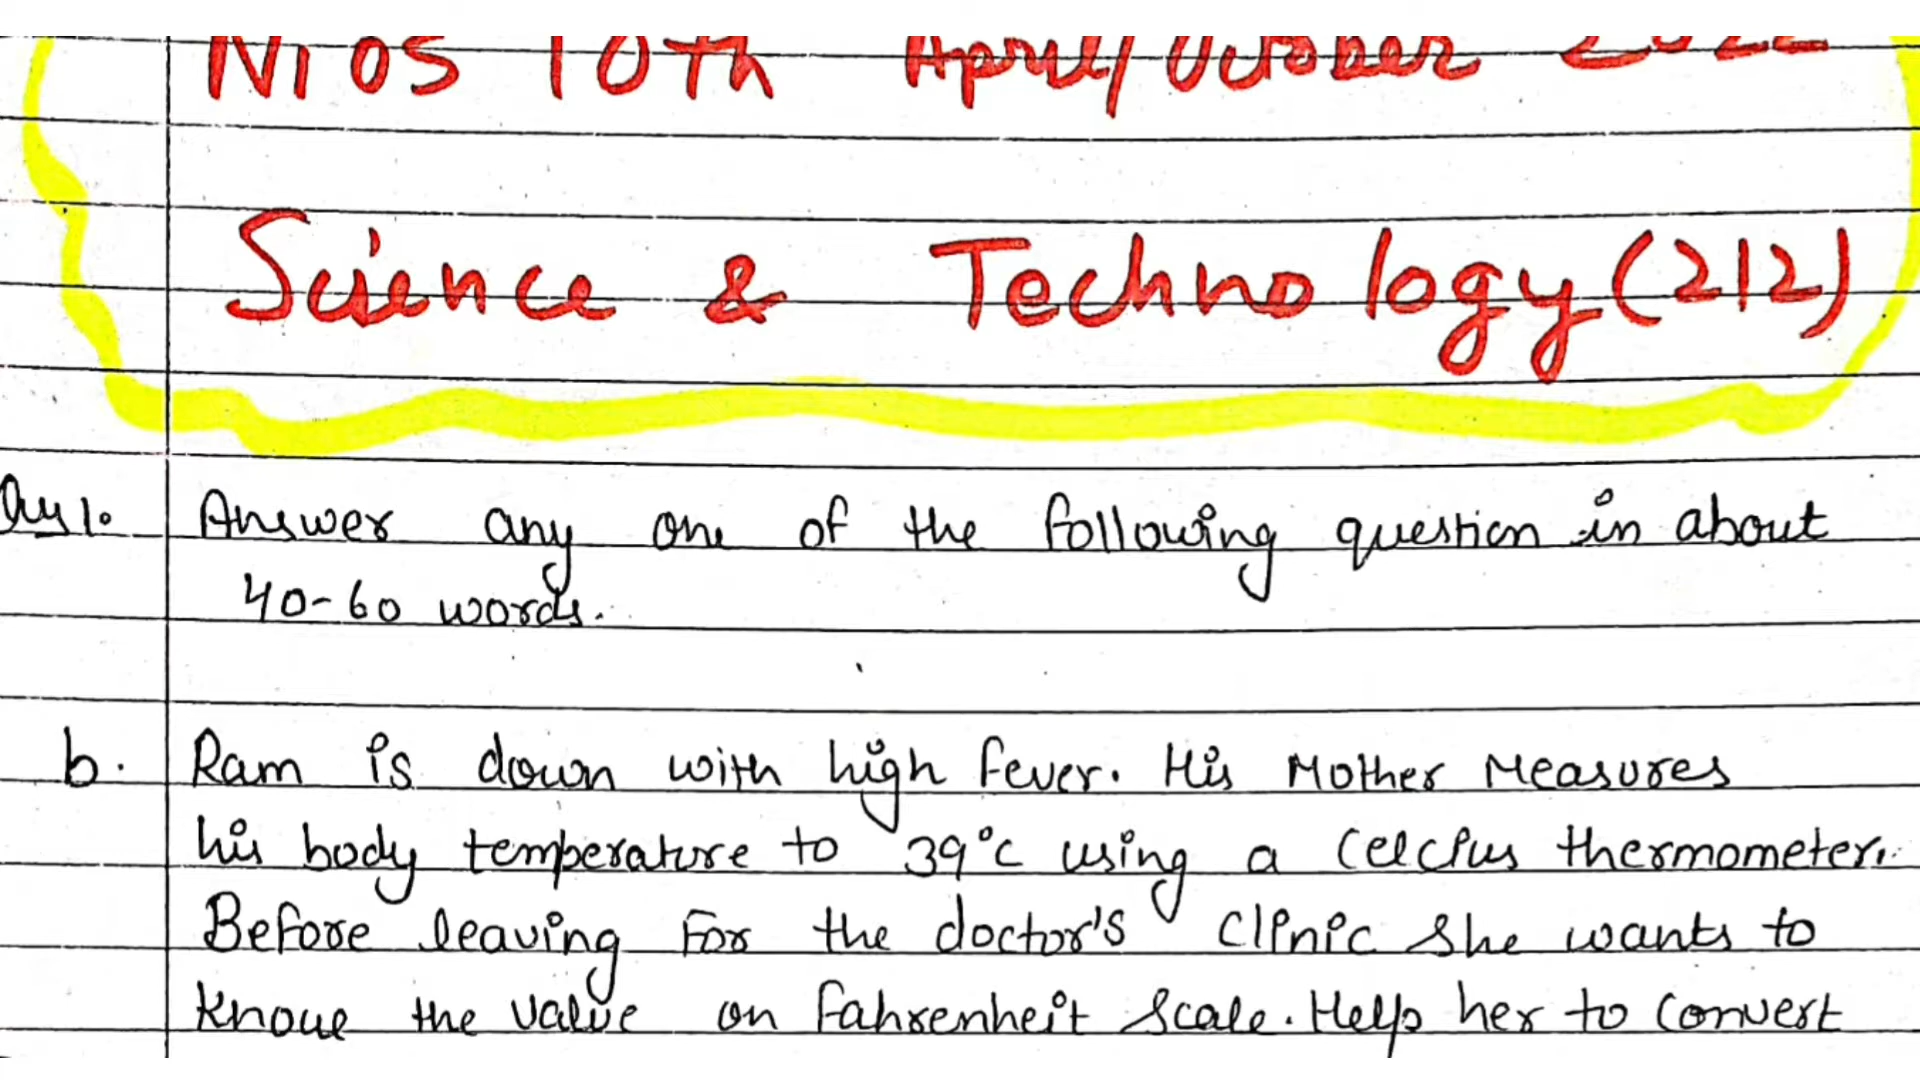 NIOS 10th April/October 2022
Science & Technology (212)
Qus 1. Answer any one of the following question in about
40-60 words.
b. Ram is down with high fever. His Mother Measures
his body temperature to 39°C using a Celcius thermometer.
Before leaving For the doctor's Clinic She wants to
Know the value on Fahrenheit Scale. Help her to Convert